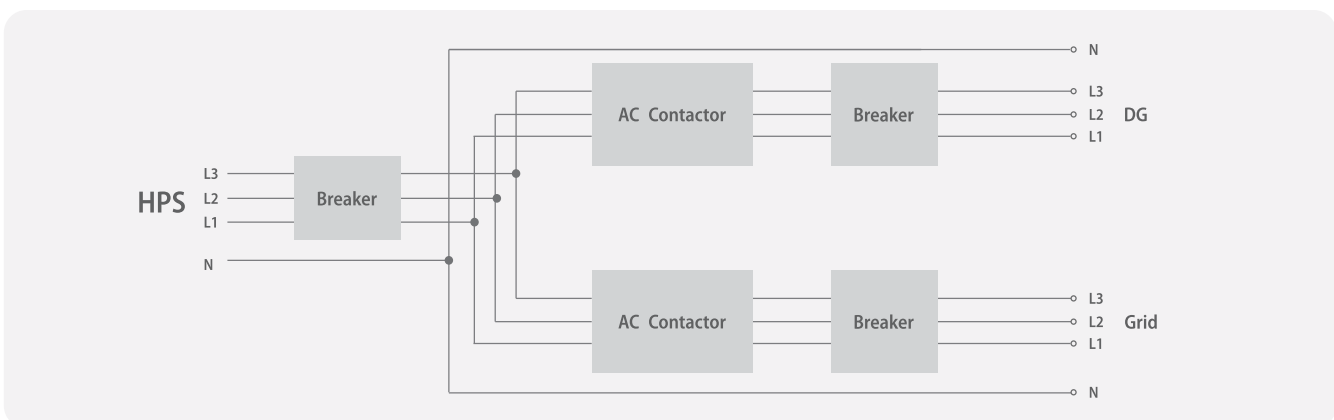 N
L3
AC Contactor
Breaker
L2
DG
L1
L3
HPS
L2
Breaker
L1
N
L3
AC Contactor
Breaker
L2
Grid
L1
N